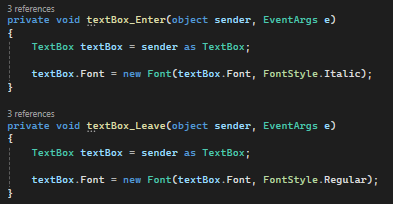 3 references
private void textBox_Enter(object sender, EventArgs e)
{
TextBox textBox = sender as TextBox;
textBox.Font = new Font(textBox.Font, FontStyle.Italic);
}
3 references
private void textBox_Leave(object sender, EventArgs e)
{
TextBox textBox = sender as TextBox;
textBox.Font = new Font(textBox.Font, FontStyle.Regular);
}